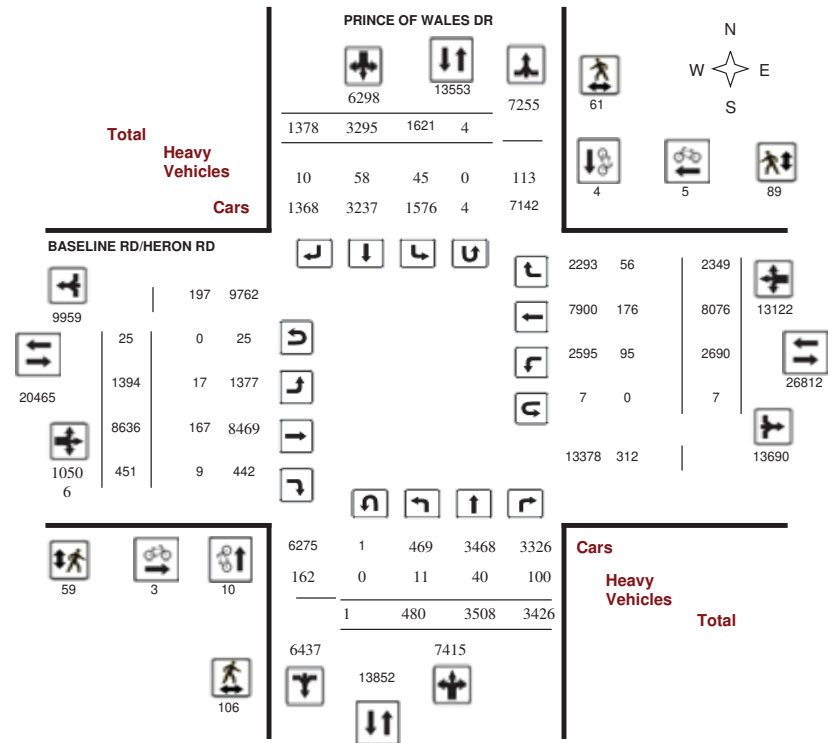 PRINCE OF WALES DR
N
W E
S
6298 13553 7255 61
Total 1378 3295 1621 4
Heavy
Vehicles 10 58 45 0 113
4 5 89
Cars 1368 3237 1576 4 7142
BASELINE RD/HERON RD
2293 56 2349
9959 197 9762
7900 176 8076 13122
25 0 25
2595 95 2690
20465 1394 17 1377
26812
7 0 7
8636 167 8469
13378 312 13690
1050
6
451 9 442
6275 1 469 3468 3326 Cars
59 3 10
162 0 11 40 100 Heavy
Vehicles
1 480 3508 3426 Total
6437 7415
13852
106